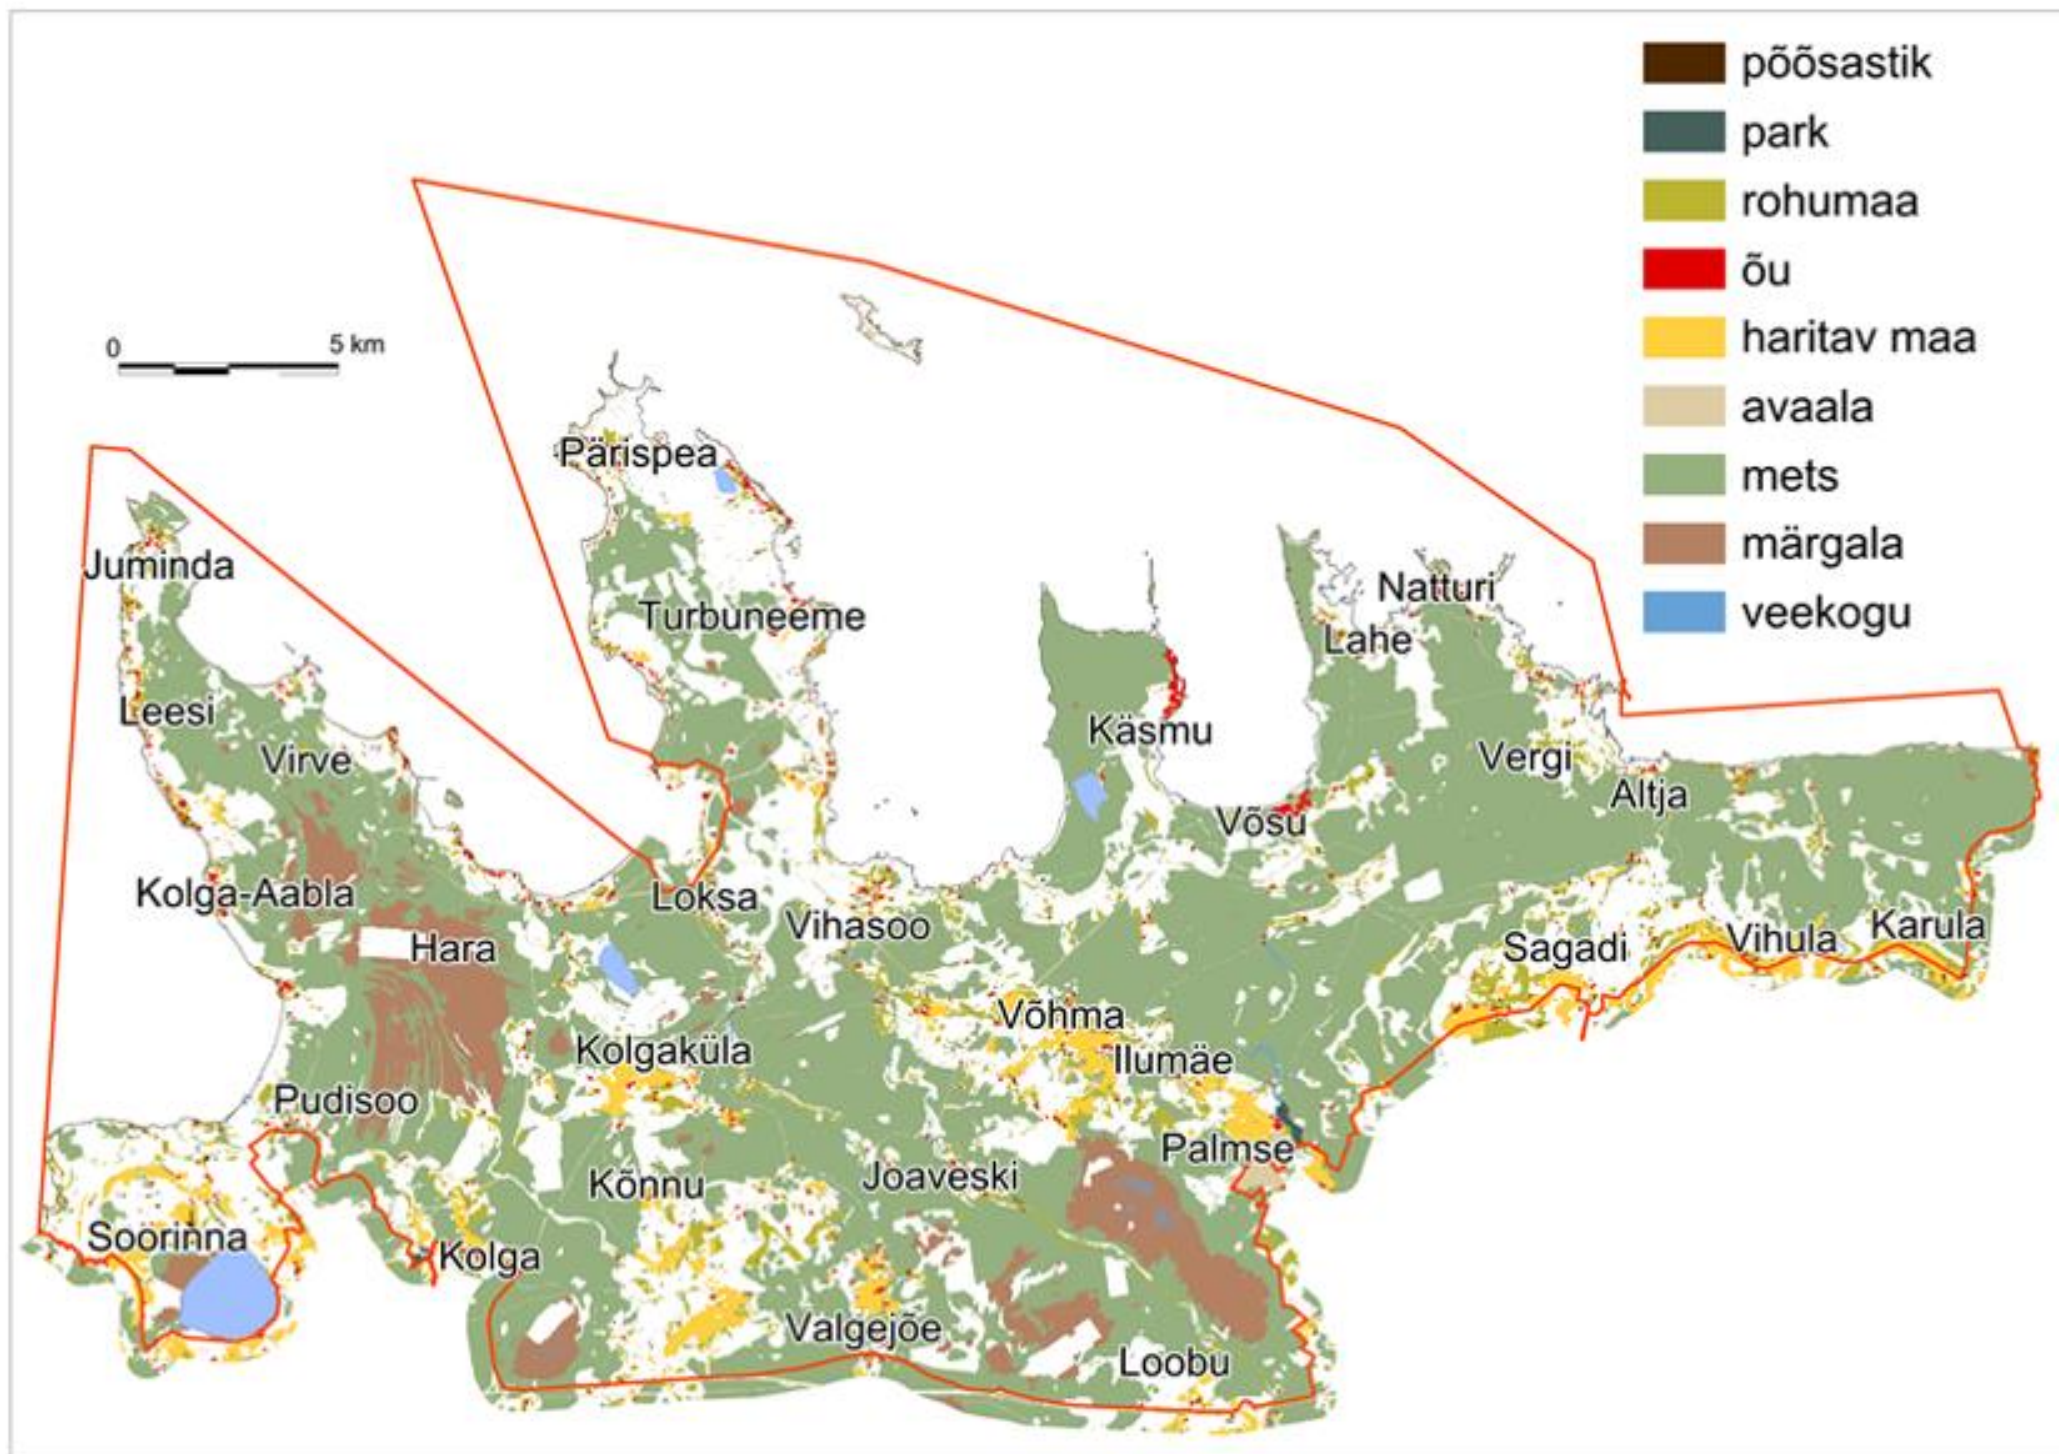 põõsastik
park
rohumaa
õu
haritav maa
avaala
mets
märgala
veekogu
0 5 km
Pärispea
Juminda
Natturi
Turbuneeme
Lahe
Leesi
Käsmu
Virve
Vergi
Altja
Võsu
Kolga-Aabla
Loksa
Vihasoo
Karula
Hara
Sagadi
Vihula
Võhma
Kolgaküla
Ilumäe
Pudisoo
Palmse
Joaveski
Kõnnu
Soorinna
Kolga
Valgejõe
Loobu